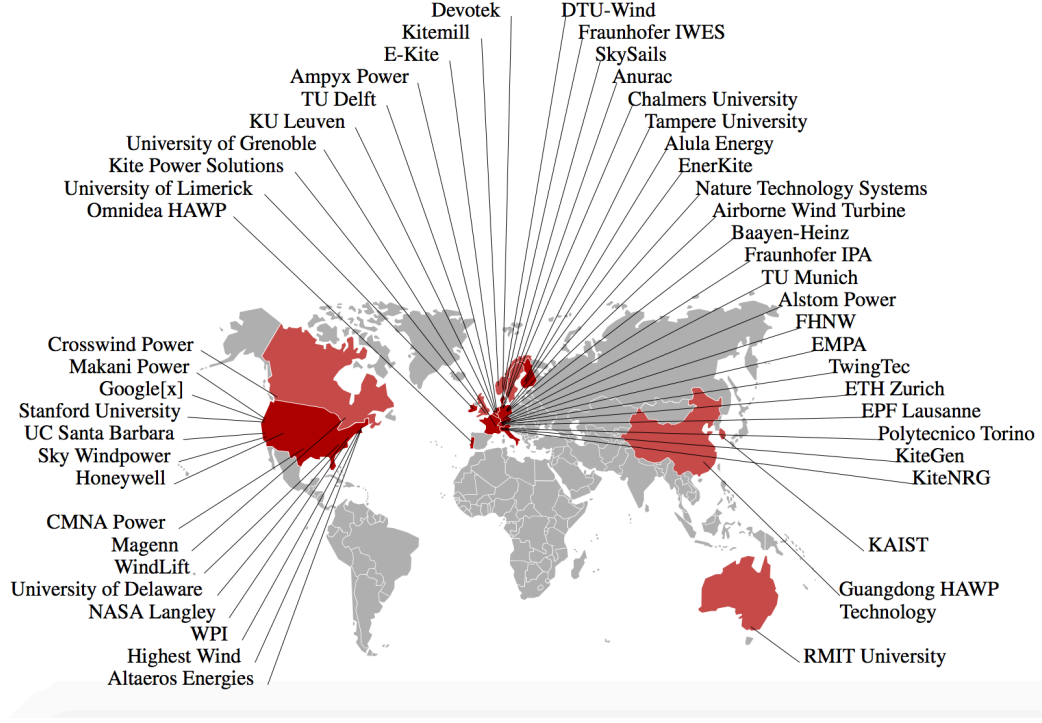 Devotek
Kitemill
E-Kite
Ampyx Power
TU Delft
KU Leuven
University of Grenoble
Kite Power Solutions
University of Limerick
Omnidea HAWP
DTU-Wind
Fraunhofer IWES
SkySails
Anurac
Chalmers University
Tampere University
Alula Energy
EnerKite
Nature Technology Systems
Airborne Wind Turbine
Baayen-Heinz
Fraunhofer IPA
TU Munich
Alstom Power
FHNW
EMPA
TwingTec
ETH Zurich
EPF Lausanne
Polytecnico Torino
KiteGen
KiteNRG
Crosswind Power
Makani Power
Google[x]
Stanford University
UC Santa Barbara
Sky Windpower
Honeywell
CMNA Power
Magenn
WindLift
University of Delaware
NASA Langley
WPI
Highest Wind
Altaeros Energies
KAIST
Guangdong HAWP
Technology
RMIT University